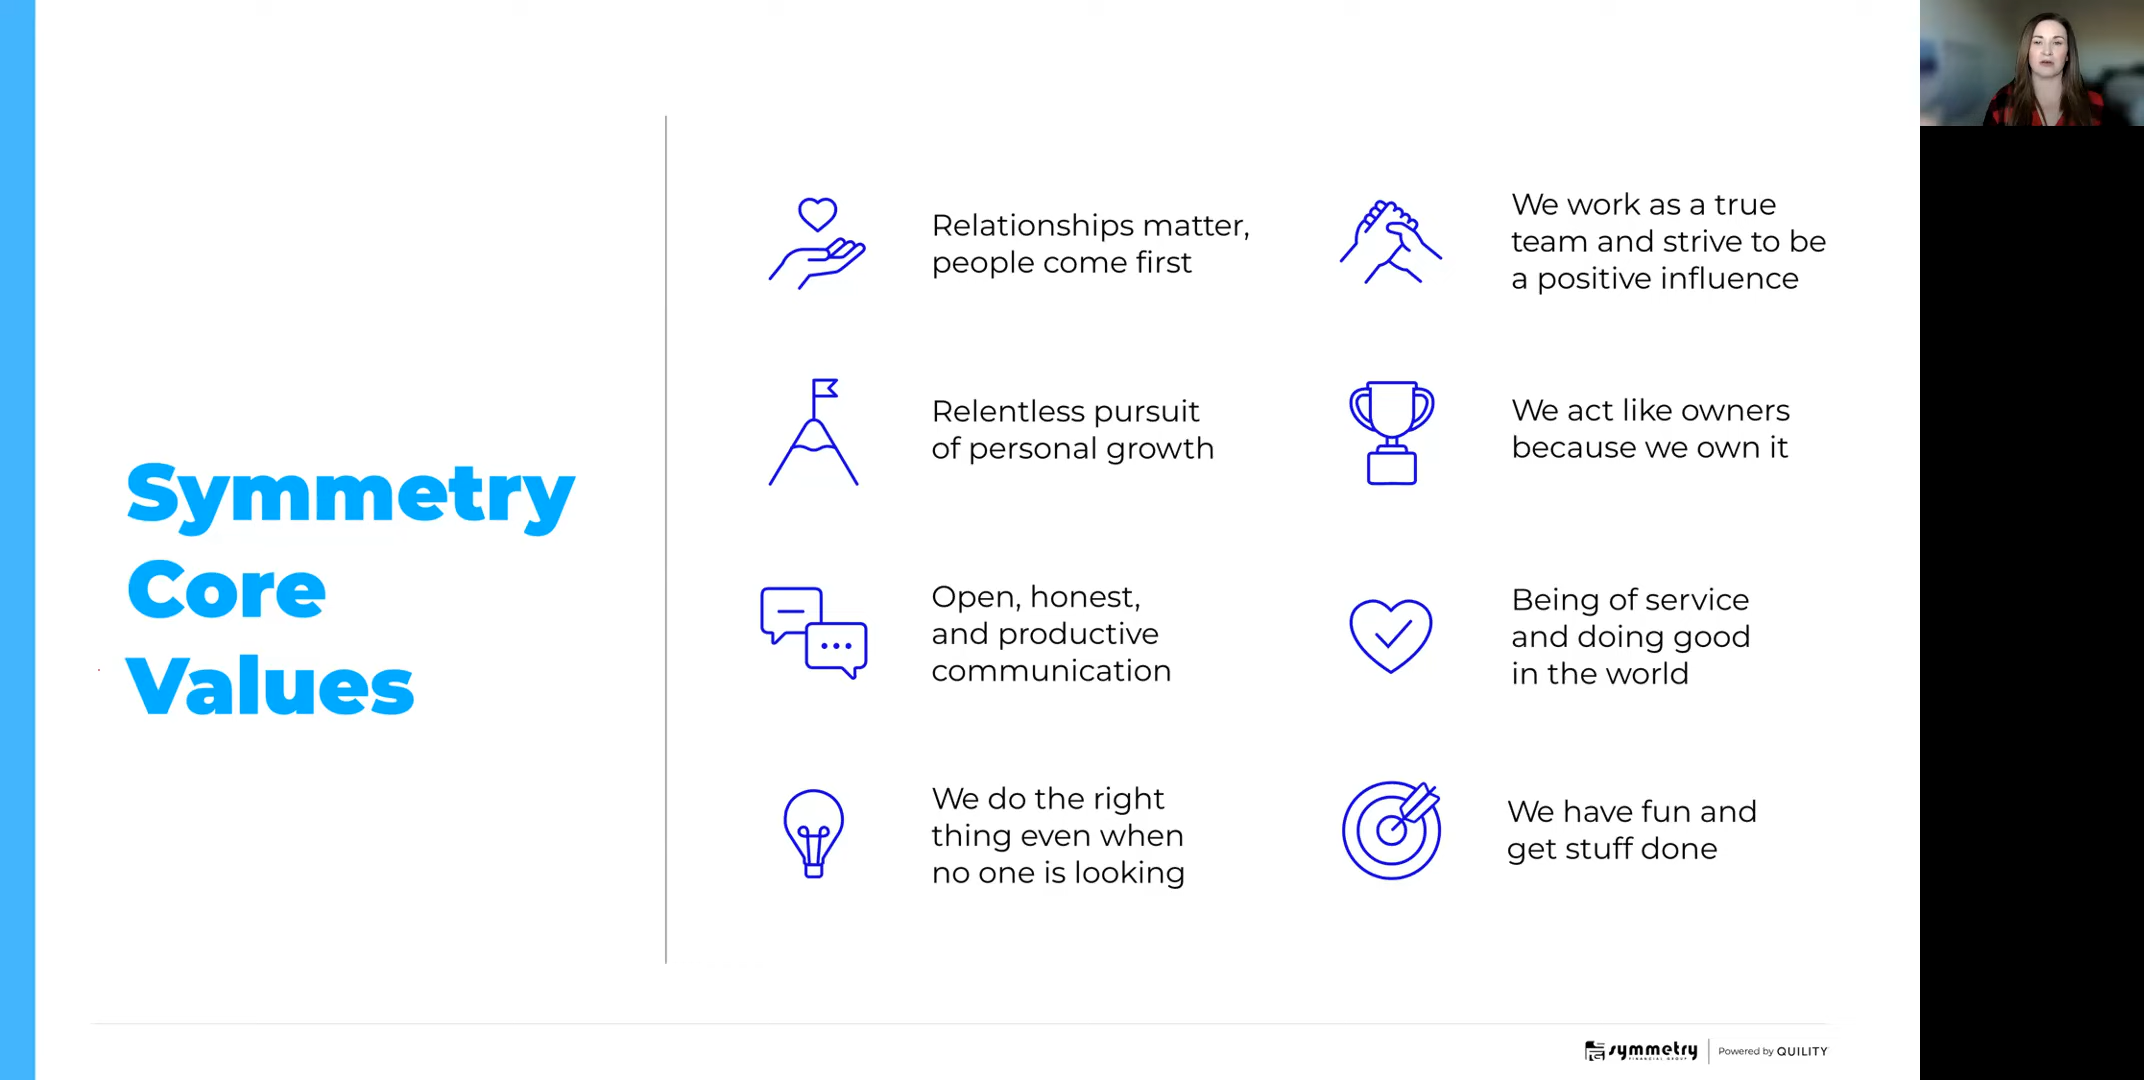 Symmetry
Core
Values
Relationships matter,
people come first
We work as a true
team and strive to be
a positive influence
Relentless pursuit
of personal growth
We act like owners
because we own it
Open, honest,
and productive
communication
Being of service
and doing good
in the world
We do the right
thing even when
no one is looking
We have fun and
get stuff done
symmetry
FINANCIAL GROUP
Powered by QUILITY